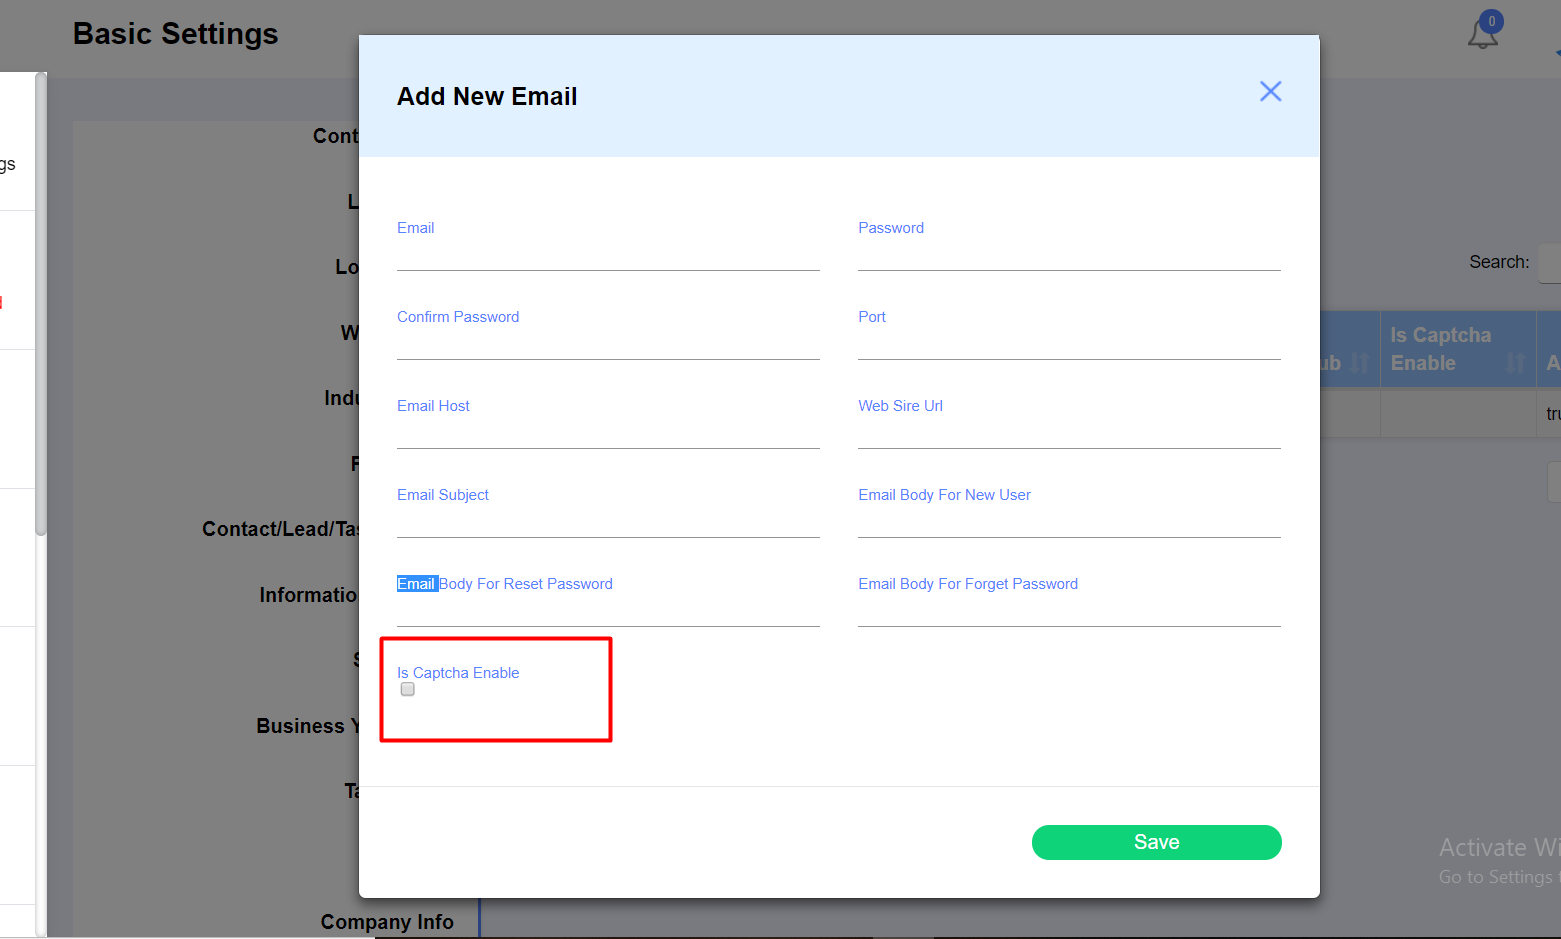 Basic Settings
0
Add New Email
Cont
gs
L
Email
Password
Lo
Search:
Confirm Password
Port
W
Is Captcha
ub
Enable
A
Indu
Email Host
Web Sire Url
tru
F
Email Subject
Email Body For New User
Contact/Lead/Tas
Email Body For Reset Password
Email Body For Forget Password
Informatio
S
Is Captcha Enable
Business Y
Ta
Save
Activate Wi
Go to Settings t
Company Info